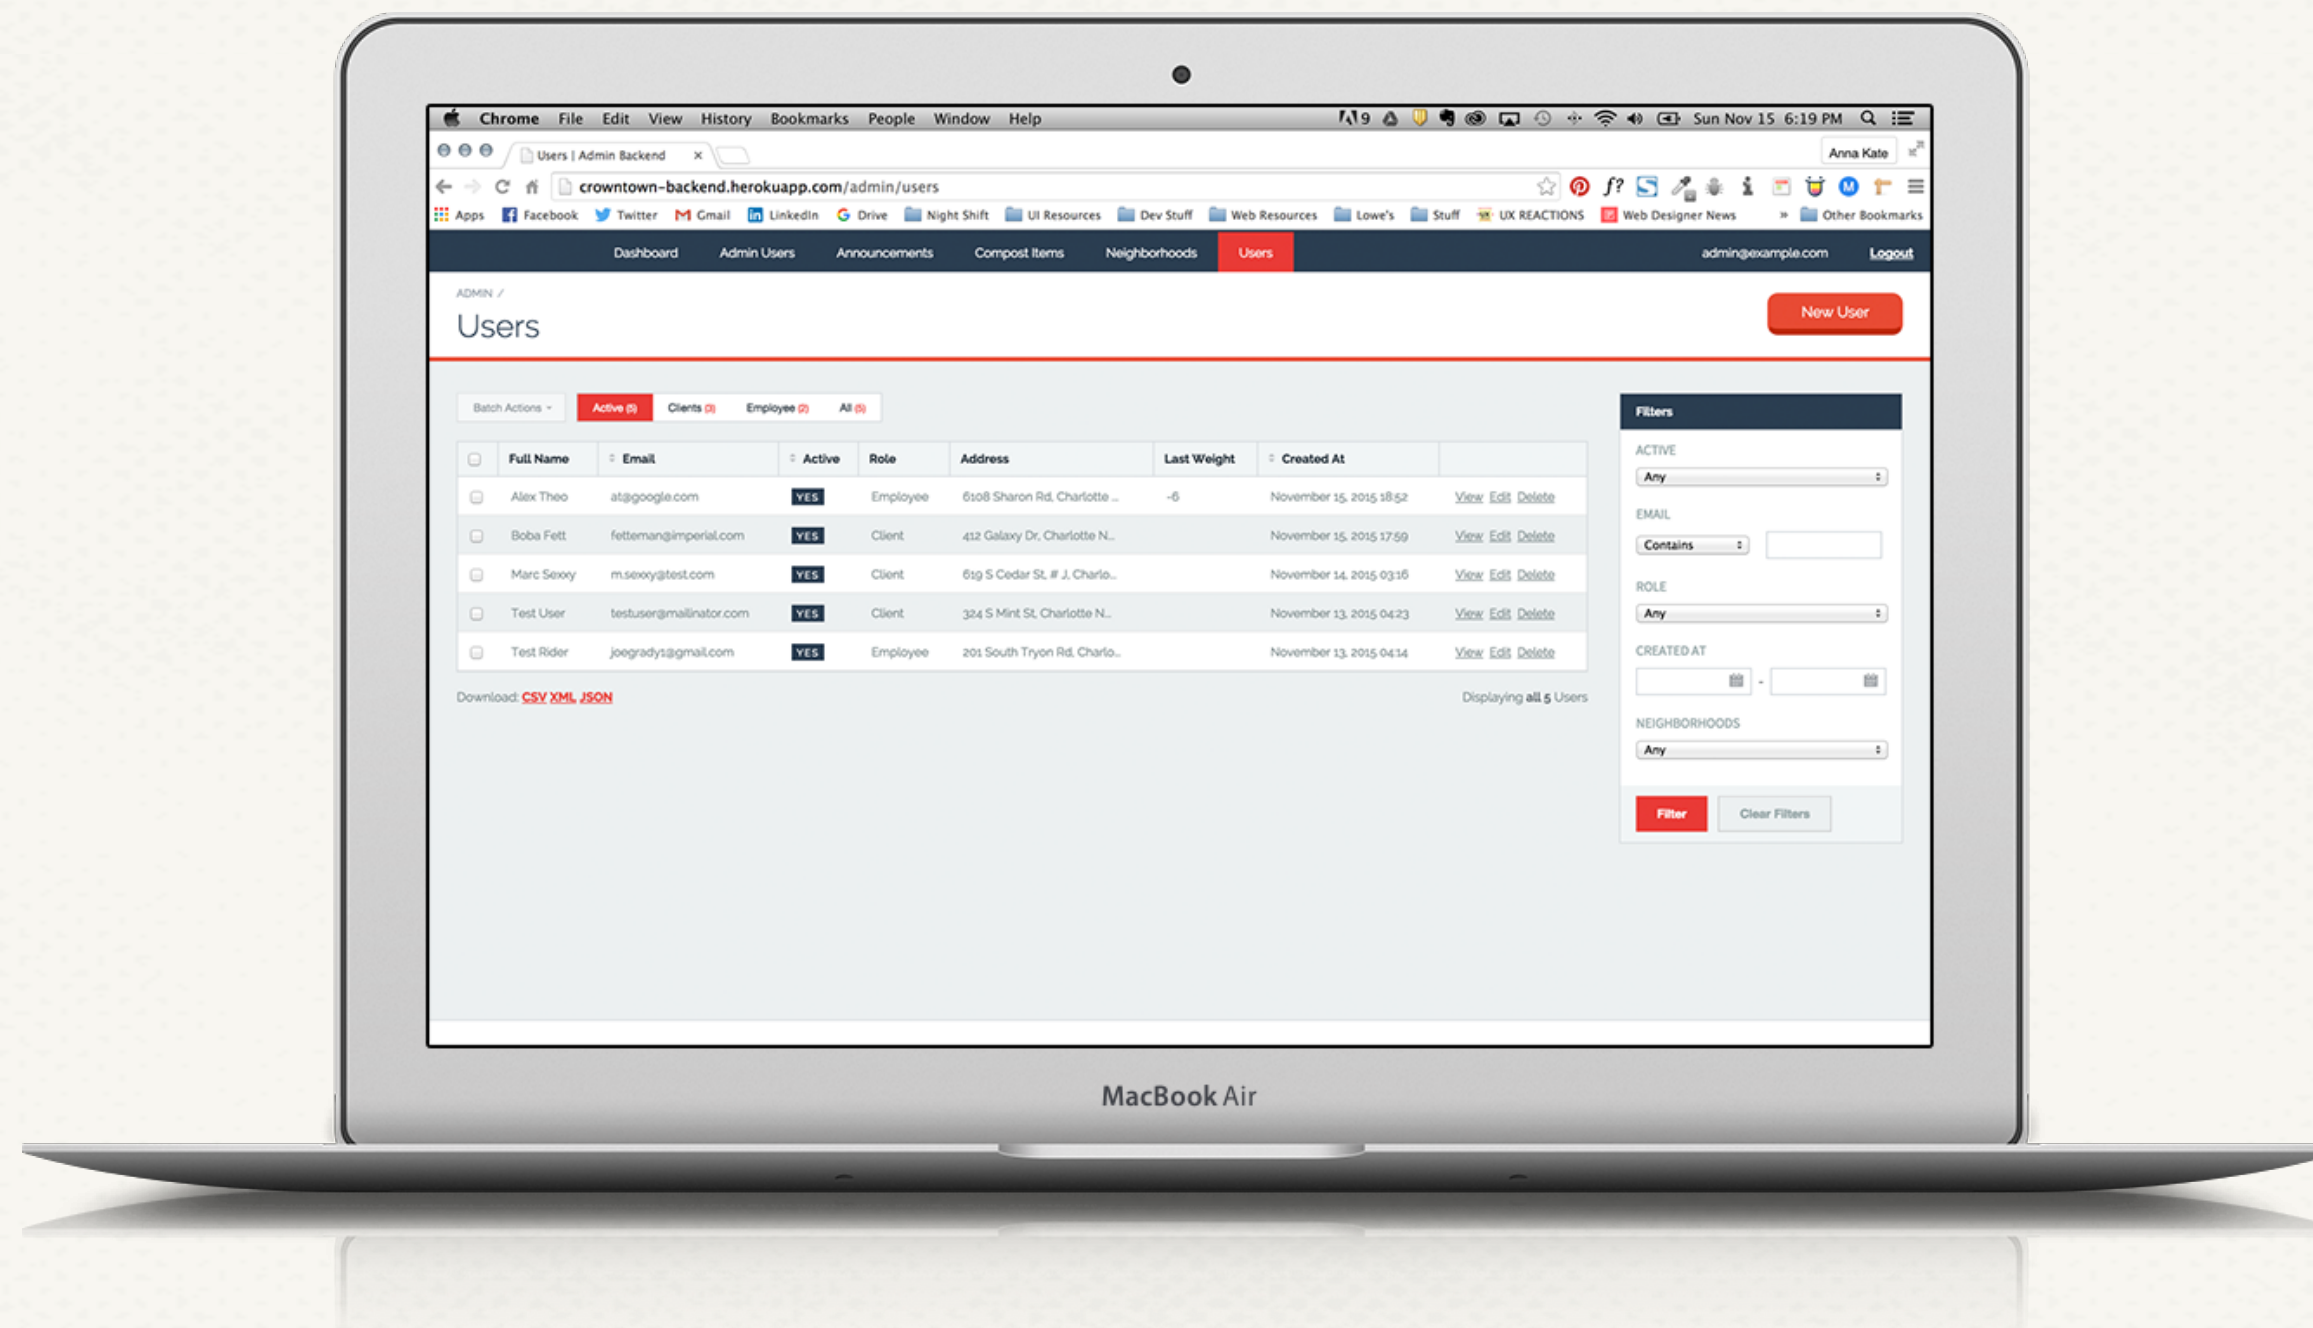 Chrome File Edit View History Bookmarks People Window Help 9 Sun Nov 15 6:19 PM
Users | Admin Backend Anna Kate
crowntown-backend.herokuapp.com/admin/users f?
Apps Facebook Twitter Gmail LinkedIn Drive Night Shift UI Resources Dev Stuff Web Resources Lowe's Stuff UX REACTIONS Web Designer News » Other Bookmarks
Dashboard Admin Users Announcements Compost Items Neighborhoods Users admin@example.com Logout
ADMIN /
Users
New User
Batch Actions Active (5) Clients (3) Employee (2) All (5)
Full Name Email Active Role Address Last Weight Created At
Alex Theo at@google.com YES Employee 6108 Sharon Rd, Charlotte ... -6 November 15, 2015 18:52 View Edit Delete
Boba Fett fetteman@imperial.com YES Client 412 Galaxy Dr, Charlotte N... November 15, 2015 17:59 View Edit Delete
Marc Sexxy m.sexxy@test.com YES Client 619 S Cedar St, # J, Charlo... November 14, 2015 03:16 View Edit Delete
Test User testuser@mailinator.com YES Client 324 S Mint St, Charlotte N... November 13, 2015 04:23 View Edit Delete
Test Rider joegrady1@gmail.com YES Employee 201 South Tryon Rd, Charlo... November 13, 2015 04:14 View Edit Delete
Download: CSV XML JSON Displaying all 5 Users
Filters
ACTIVE
Any
EMAIL
Contains
ROLE
Any
CREATED AT
-
NEIGHBORHOODS
Any
Filter Clear Filters
MacBook Air